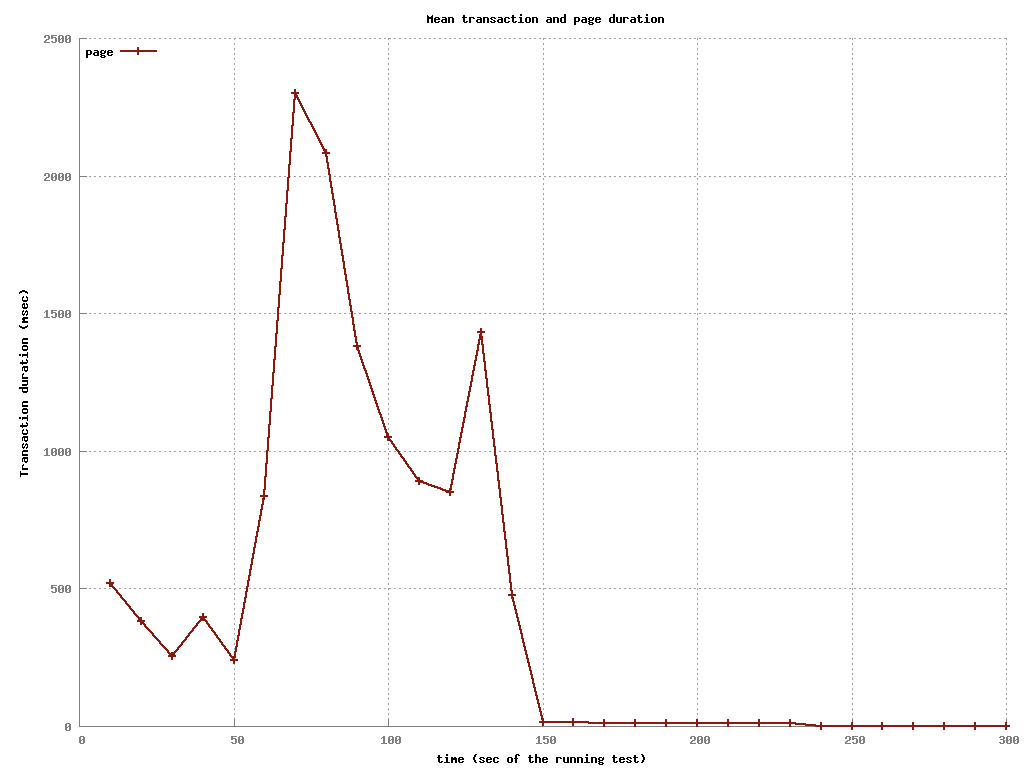 Mean transaction and page duration
2500
page
2000
1500
Transaction duration (msec)
1000
500
0
0 50 100 150 200 250 300
time (sec of the running test)